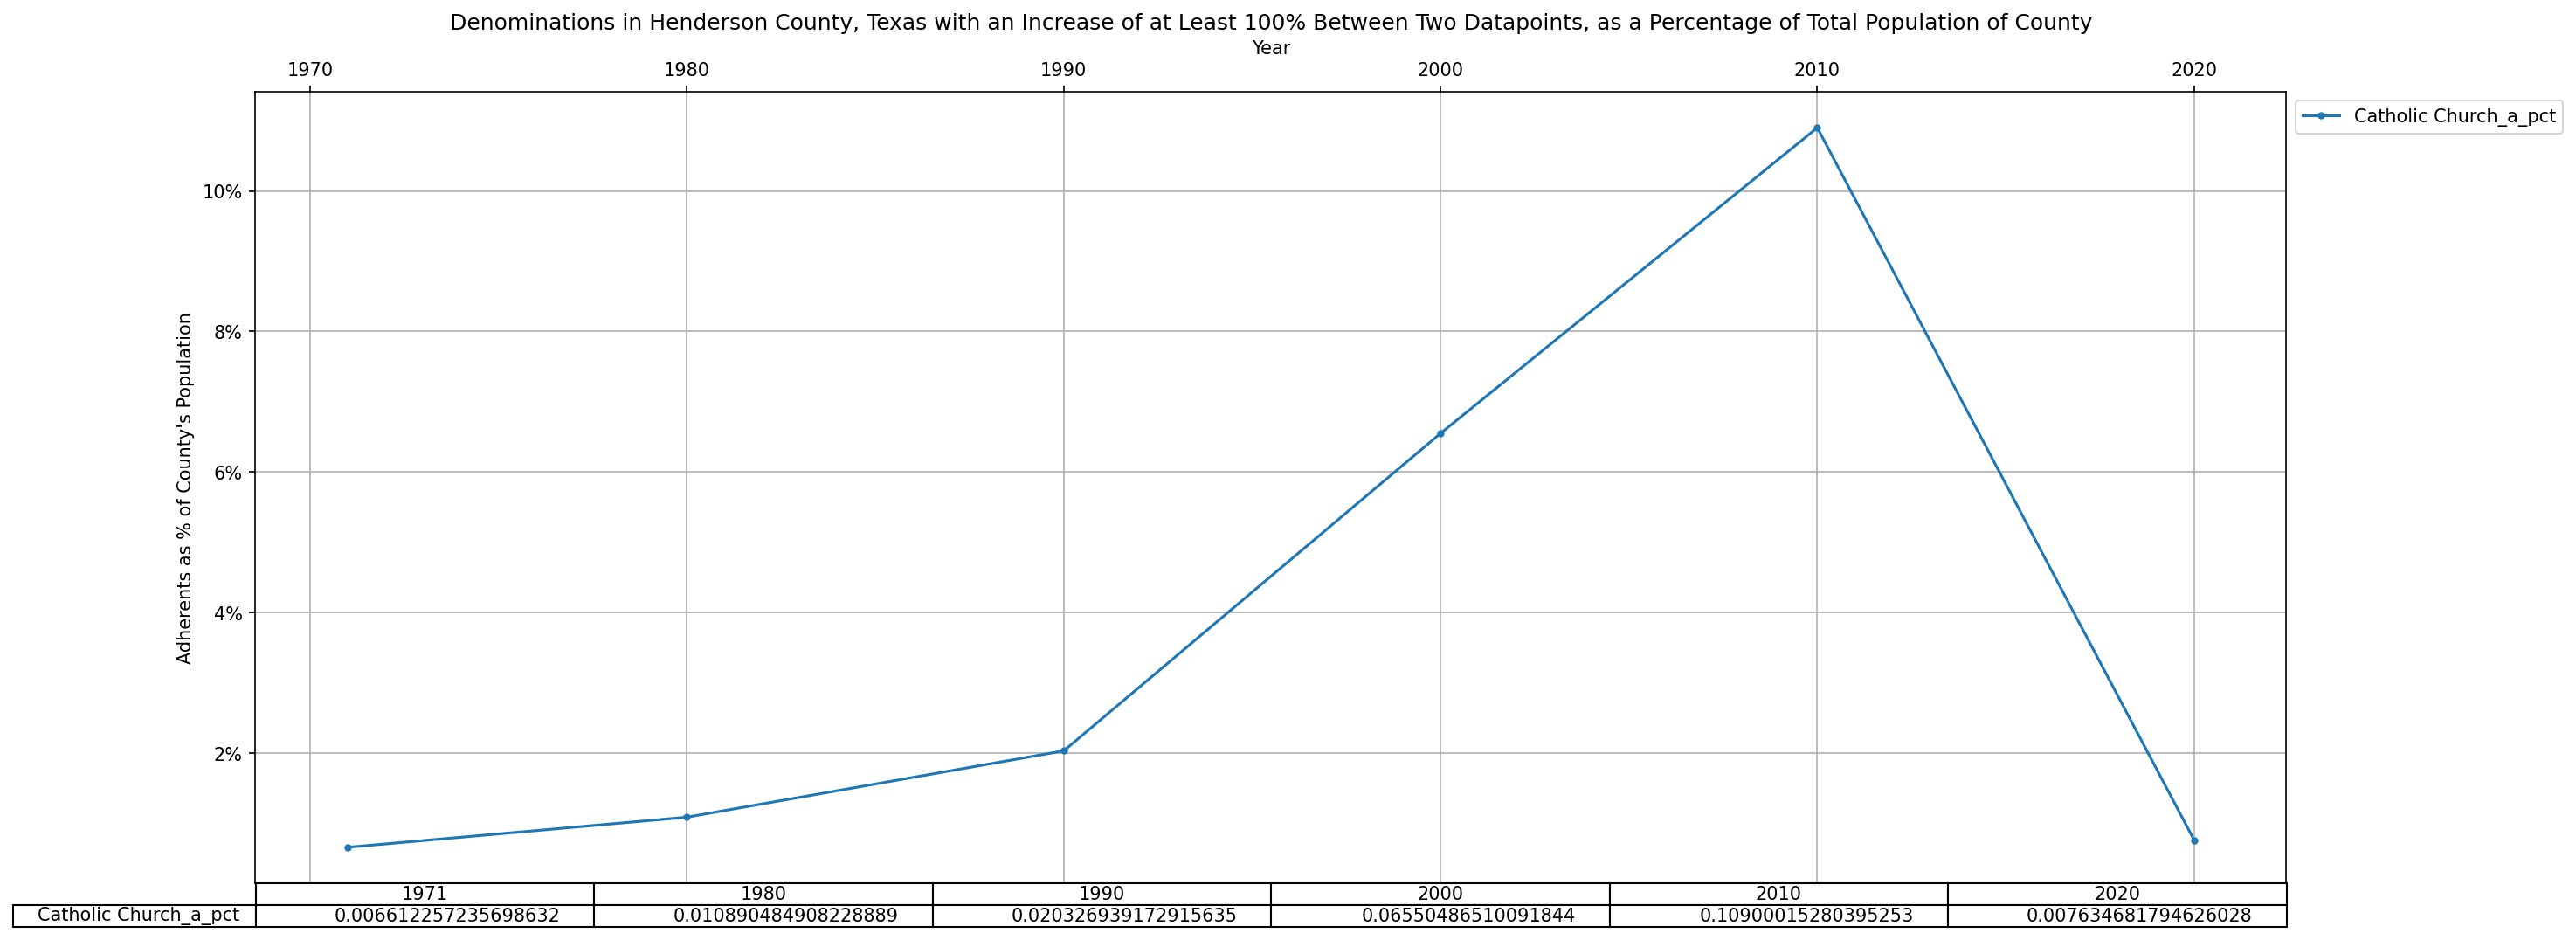 Denominations in Henderson County, Texas with an Increase of at Least 100% Between Two Datapoints, as a Percentage of Total Population of County
Year
1970 1980 1990 2000 2010 2020
Catholic Church_a_pct
10%
8%
6%
4%
2%
Adherents as % of County's Population
1971 1980 1990 2000 2010 2020
Catholic Church_a_pct 0.006612257235698632 0.010890484908228889 0.020326939172915635 0.06550486510091844 0.10900015280395253 0.007634681794626028